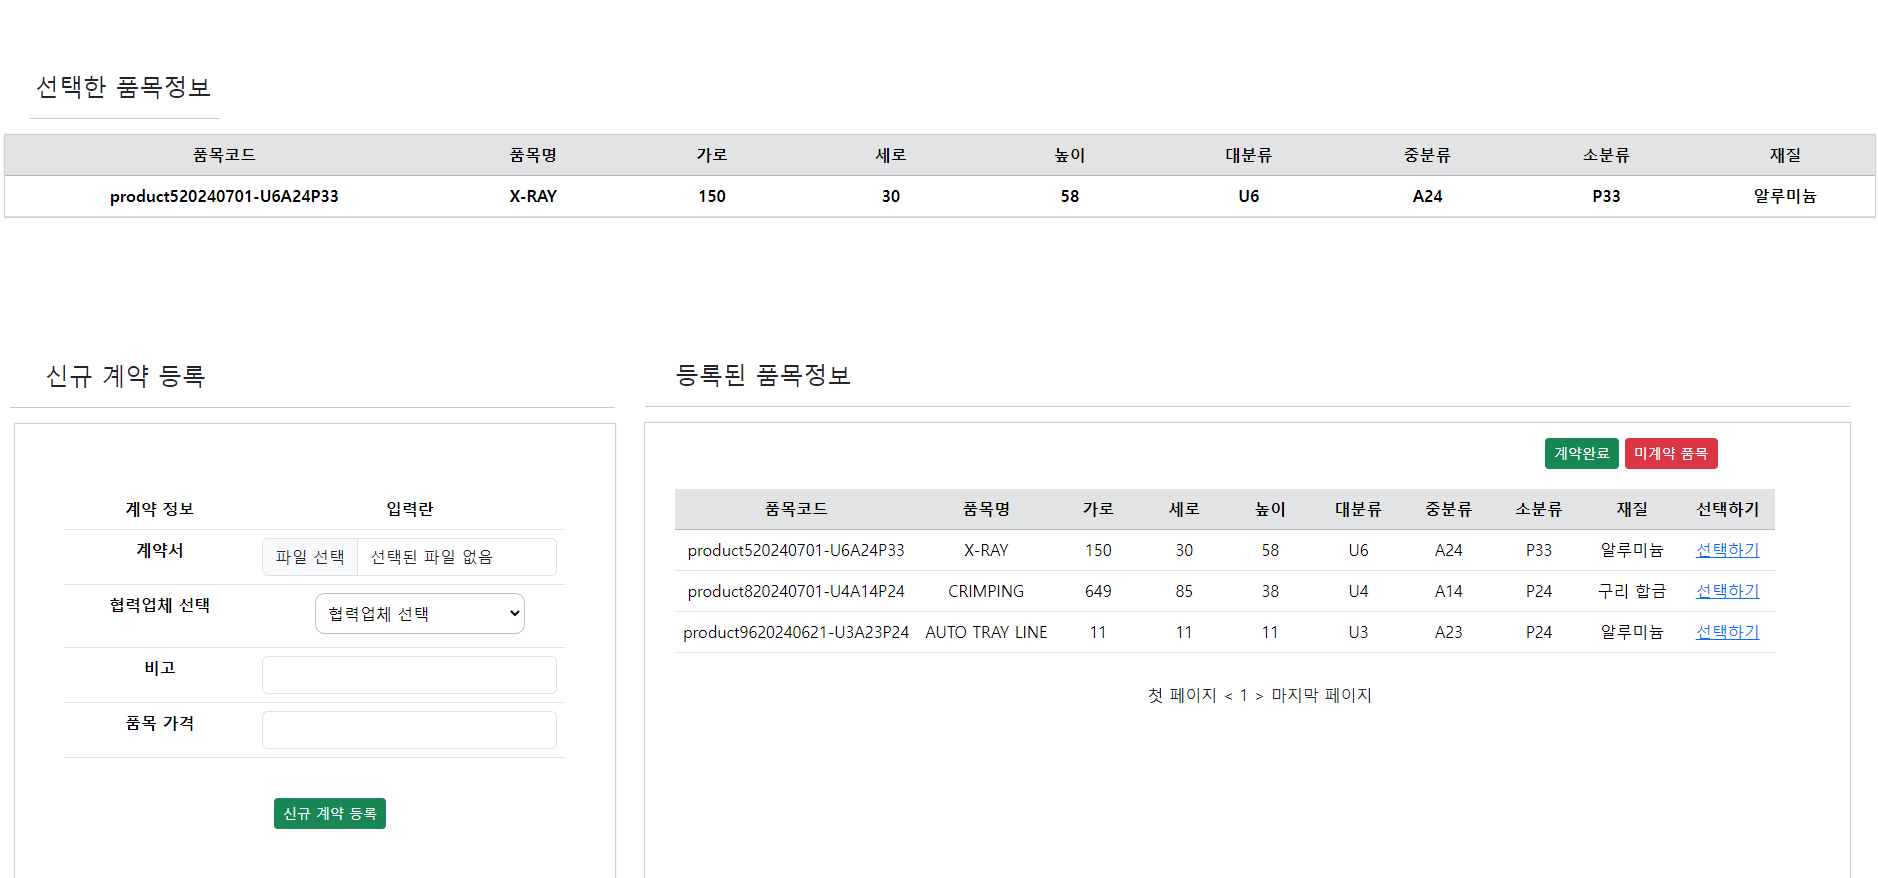 선택한 품목정보
품목코드 품목명 가로 세로 높이 대분류 중분류 소분류 재질
product520240701-U6A24P33 X-RAY 150 30 58 U6 A24 P33 알루미늄
신규 계약 등록
계약 정보 입력란
계약서 파일 선택 선택된 파일 없음
협력업체 선택 협력업체 선택
비고
품목 가격
신규 계약 등록
등록된 품목정보
계약완료 미계약 품목
품목코드 품목명 가로 세로 높이 대분류 중분류 소분류 재질 선택하기
product520240701-U6A24P33 X-RAY 150 30 58 U6 A24 P33 알루미늄 선택하기
product820240701-U4A14P24 CRIMPING 649 85 38 U4 A14 P24 구리 합금 선택하기
product9620240621-U3A23P24 AUTO TRAY LINE 11 11 11 U3 A23 P24 알루미늄 선택하기
첫 페이지 < 1 > 마지막 페이지